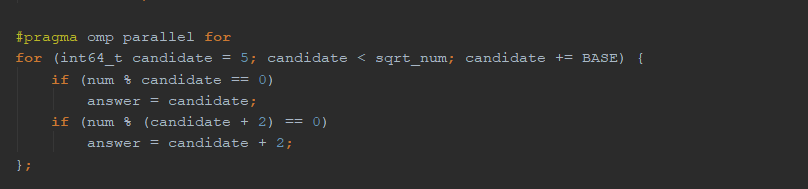 #pragma omp parallel for
for (int64_t candidate = 5; candidate < sqrt_num; candidate += BASE) {
    if (num % candidate == 0)
        answer = candidate;
    if (num % (candidate + 2) == 0)
        answer = candidate + 2;
};